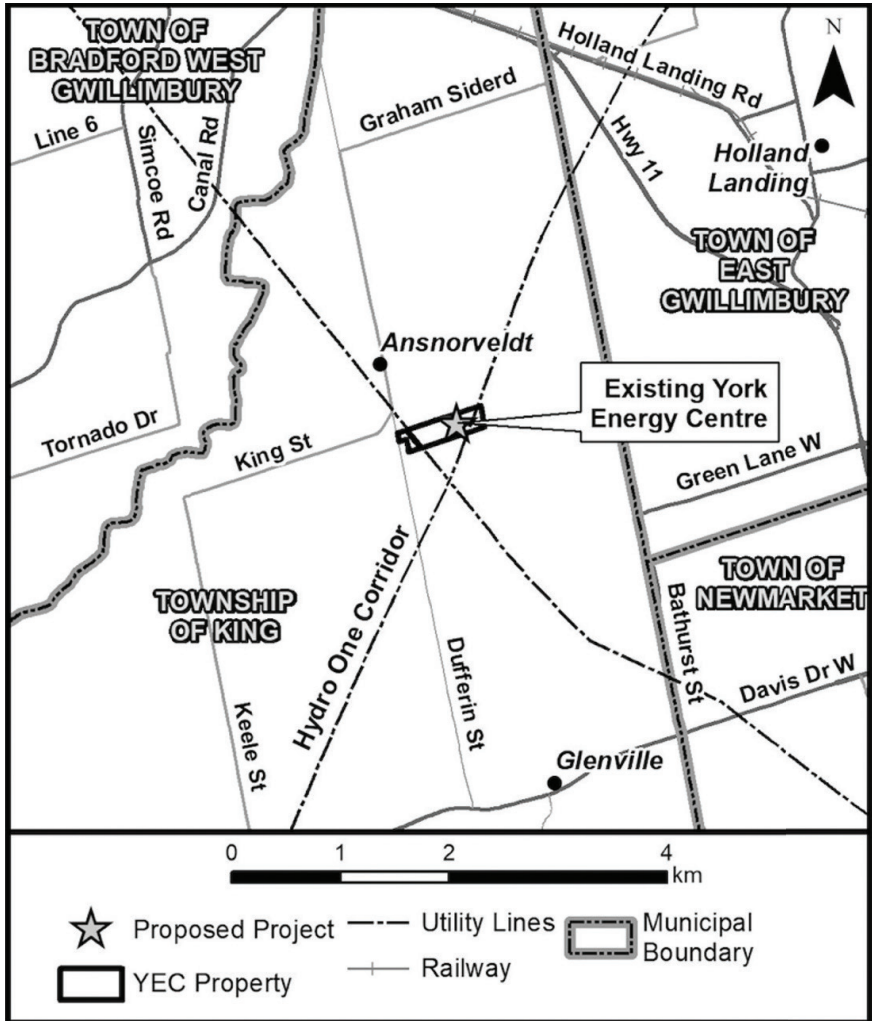 TOWN OF
BRADFORD WEST
GWILLIMBURY
N
Holland Landing Rd
Graham Siderd
Line 6
Simcoe Rd
Canal Rd
Hwy 11
Holland
Landing
TOWN OF
EAST
GWILLIMBURY
Ansnorveldt
Existing York
Energy Centre
Tornado Dr
King St
Green Lane W
TOWNSHIP
OF KING
Hydro One Corridor
TOWN OF
NEWMARKET
Bathurst St
Dufferin St
Davis Dr W
Keele St
Glenville
0 1 2 4
km
Proposed Project
Utility Lines
Municipal
Boundary
YEC Property
Railway